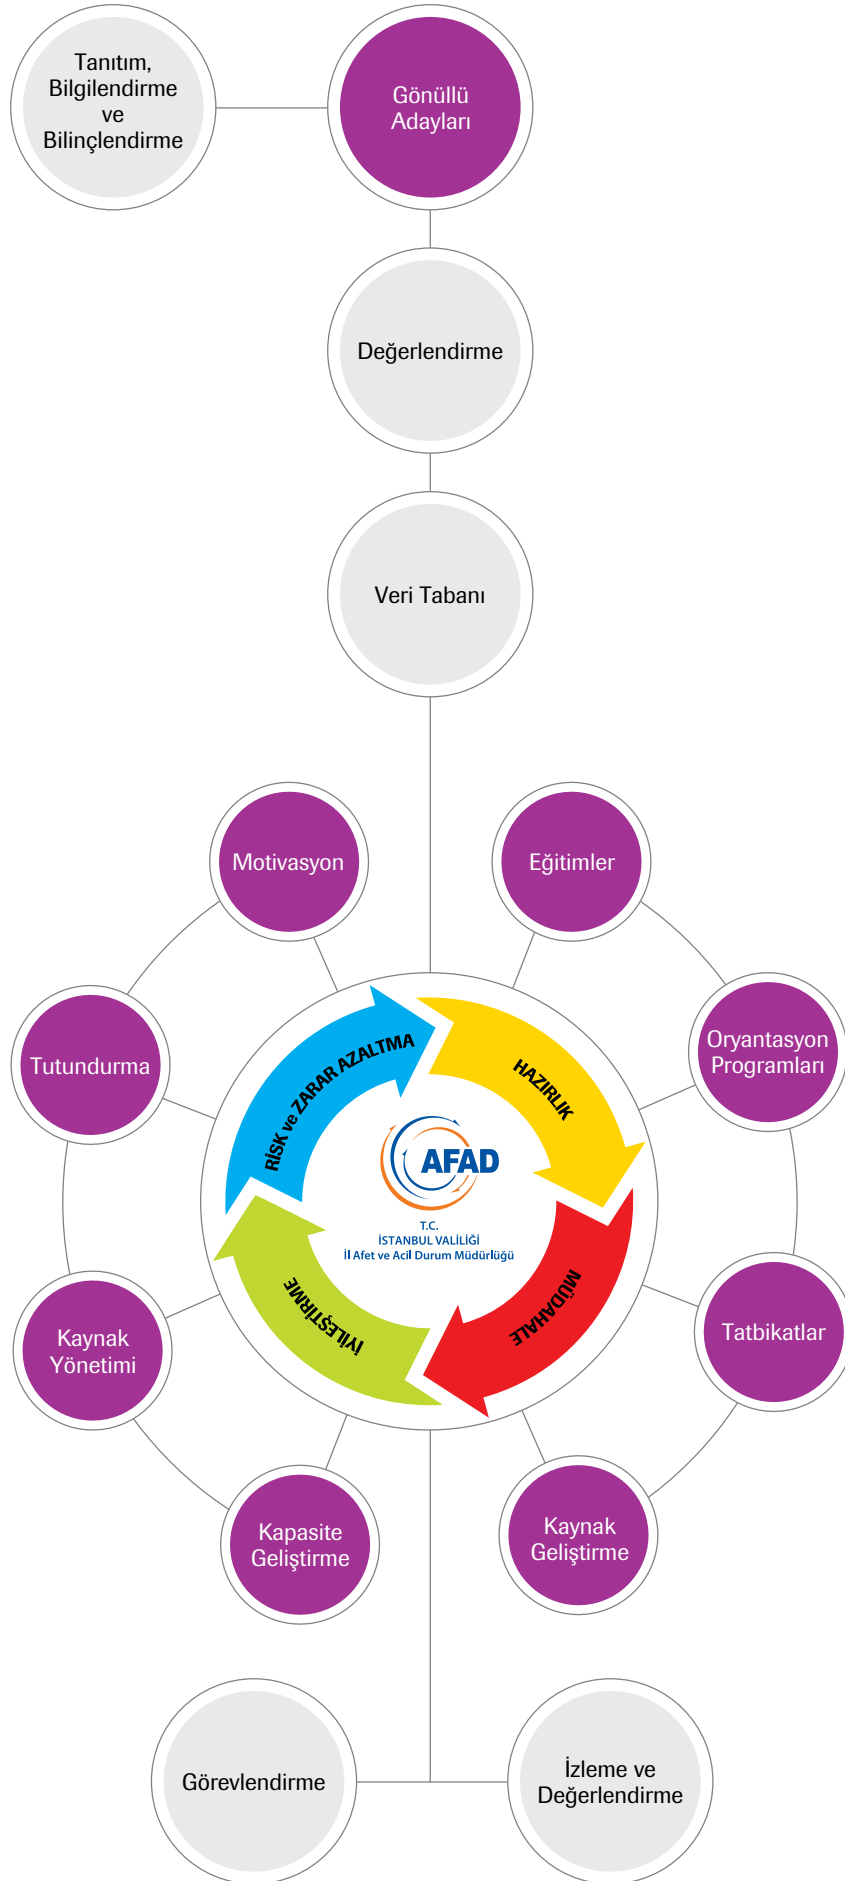 Tanıtım,
Bilgilendirme
ve
Bilinçlendirme
Gönüllü
Adayları
Değerlendirme
Veri Tabanı
Motivasyon
Eğitimler
Tutundurma
Oryantasyon
Programları
RİSK ve ZARAR AZALTMA
HAZIRLIK
AFAD
T.C.
İSTANBUL VALİLİĞİ
İl Afet ve Acil Durum Müdürlüğü
İYİLEŞTİRME
MÜDAHALE
Kaynak
Yönetimi
Tatbikatlar
Kapasite
Geliştirme
Kaynak
Geliştirme
Görevlendirme
İzleme ve
Değerlendirme